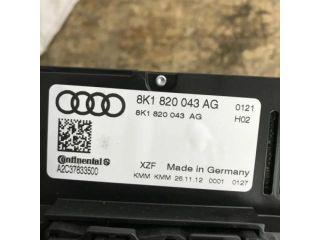 8K1 820 043 AG 0121
8K1 820 043 AG H02
Continental
A2C37833500
XZF Made in Germany
KMM KMM 26.11.12 0001 0127